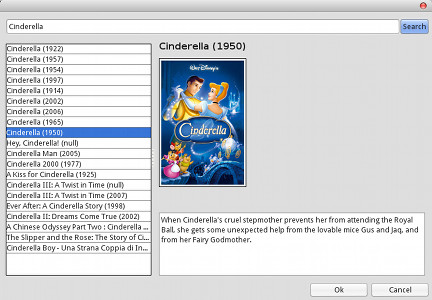 Cinderella
Search
Cinderella (1922)
Cinderella (1957)
Cinderella (1954)
Cinderella (1997)
Cinderella (1914)
Cinderella (2002)
Cinderella (2006)
Cinderella (1965)
Cinderella (1950)
Hey, Cinderella! (null)
Cinderella Man (2005)
Cinderella 2000 (1977)
A Kiss for Cinderella (1925)
Cinderella III: A Twist in Time (null)
Cinderella III: A Twist in Time (2007)
Ever After: A Cinderella Story (1998)
Cinderella II: Dreams Come True (2002)
A Chinese Odyssey Part Two : Cinderella ...
The Slipper and the Rose: The Story of Ci...
Cinderella Boy - Una Strana Coppia di In...
Cinderella (1950)
Walt Disney's
Cinderella
When Cinderella's cruel stepmother prevents her from attending the Royal
Ball, she gets some unexpected help from the lovable mice Gus and Jaq, and
from her Fairy Godmother.
Ok
Cancel